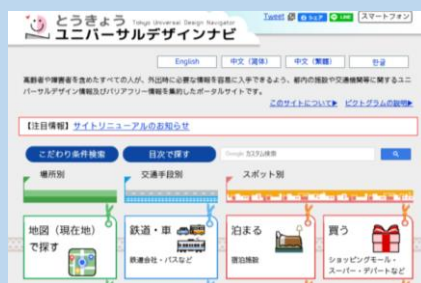 とうきょう Tokyo Universal Design Navigator
ユニバーサルデザインナビ
Tweet シェア LINE スマートフォン
English 中文（简体） 中文（繁體） 한글
高齢者や障害者を含めたすべての人が、外出時に必要な情報を容易に入手できるよう、都内の施設や交通機関等に関するユニ
バーサルデザイン情報及びバリアフリー情報を集約したポータルサイトです。
このサイトについて▶ ピクトグラムの説明▶
【注目情報】サイトリニューアルのお知らせ
こだわり条件検索 目次で探す Google カスタム検索
場所別 交通手段別 スポット別
地図（現在地）
で探す
鉄道・車
鉄道会社・バスなど
泊まる
宿泊施設
買う
ショッピングモール・
スーパー・デパートなど